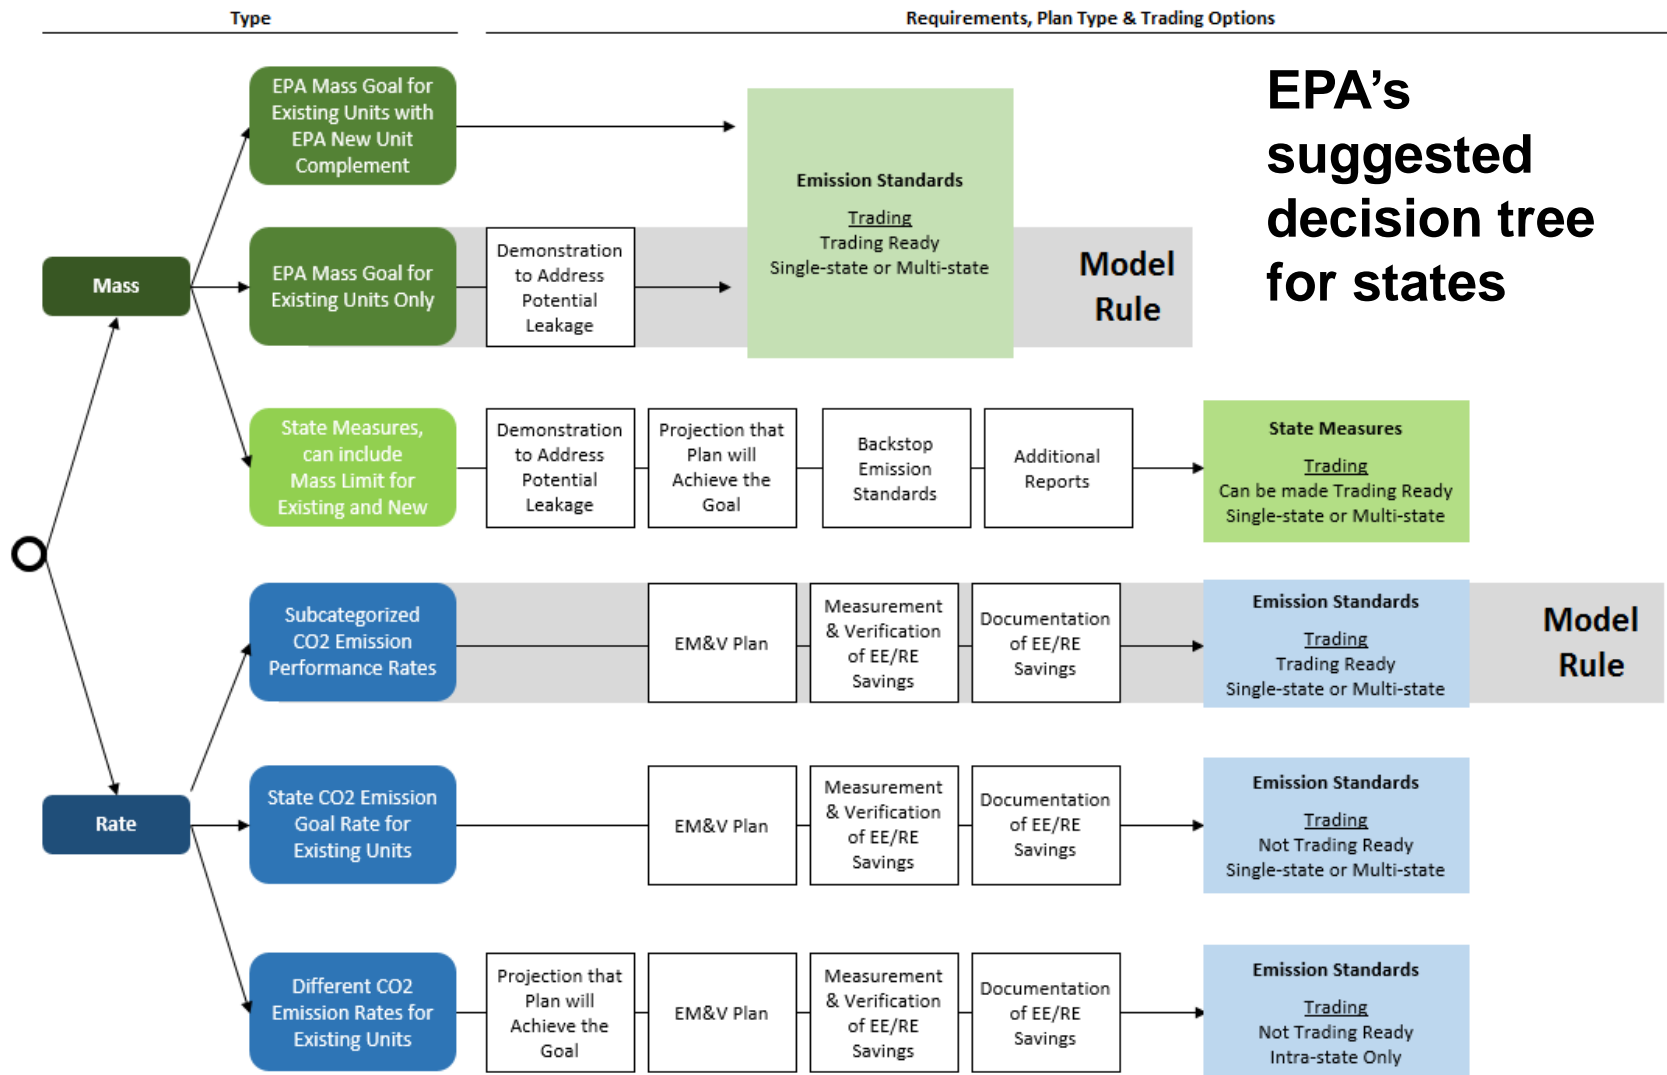 Type
Requirements, Plan Type & Trading Options
EPA's
suggested
decision tree
for states
EPA Mass Goal for
Existing Units with
EPA New Unit
Complement
Emission Standards
Trading
Trading Ready
Single-state or Multi-state
Mass
EPA Mass Goal for
Existing Units Only
Demonstration
to Address
Potential
Leakage
Model
Rule
State Measures,
can include
Mass Limit for
Existing and New
Demonstration
to Address
Potential
Leakage
Projection that
Plan will
Achieve the
Goal
Backstop
Emission
Standards
Additional
Reports
State Measures
Trading
Can be made Trading Ready
Single-state or Multi-state
Subcategorized
CO2 Emission
Performance Rates
EM&V Plan
Measurement
& Verification
of EE/RE
Savings
Documentation
of EE/RE
Savings
Emission Standards
Trading
Trading Ready
Single-state or Multi-state
Model
Rule
Rate
State CO2 Emission
Goal Rate for
Existing Units
EM&V Plan
Measurement
& Verification
of EE/RE
Savings
Documentation
of EE/RE
Savings
Emission Standards
Trading
Not Trading Ready
Single-state or Multi-state
Different CO2
Emission Rates for
Existing Units
Projection that
Plan will
Achieve the
Goal
EM&V Plan
Measurement
& Verification
of EE/RE
Savings
Documentation
of EE/RE
Savings
Emission Standards
Trading
Not Trading Ready
Intra-state Only